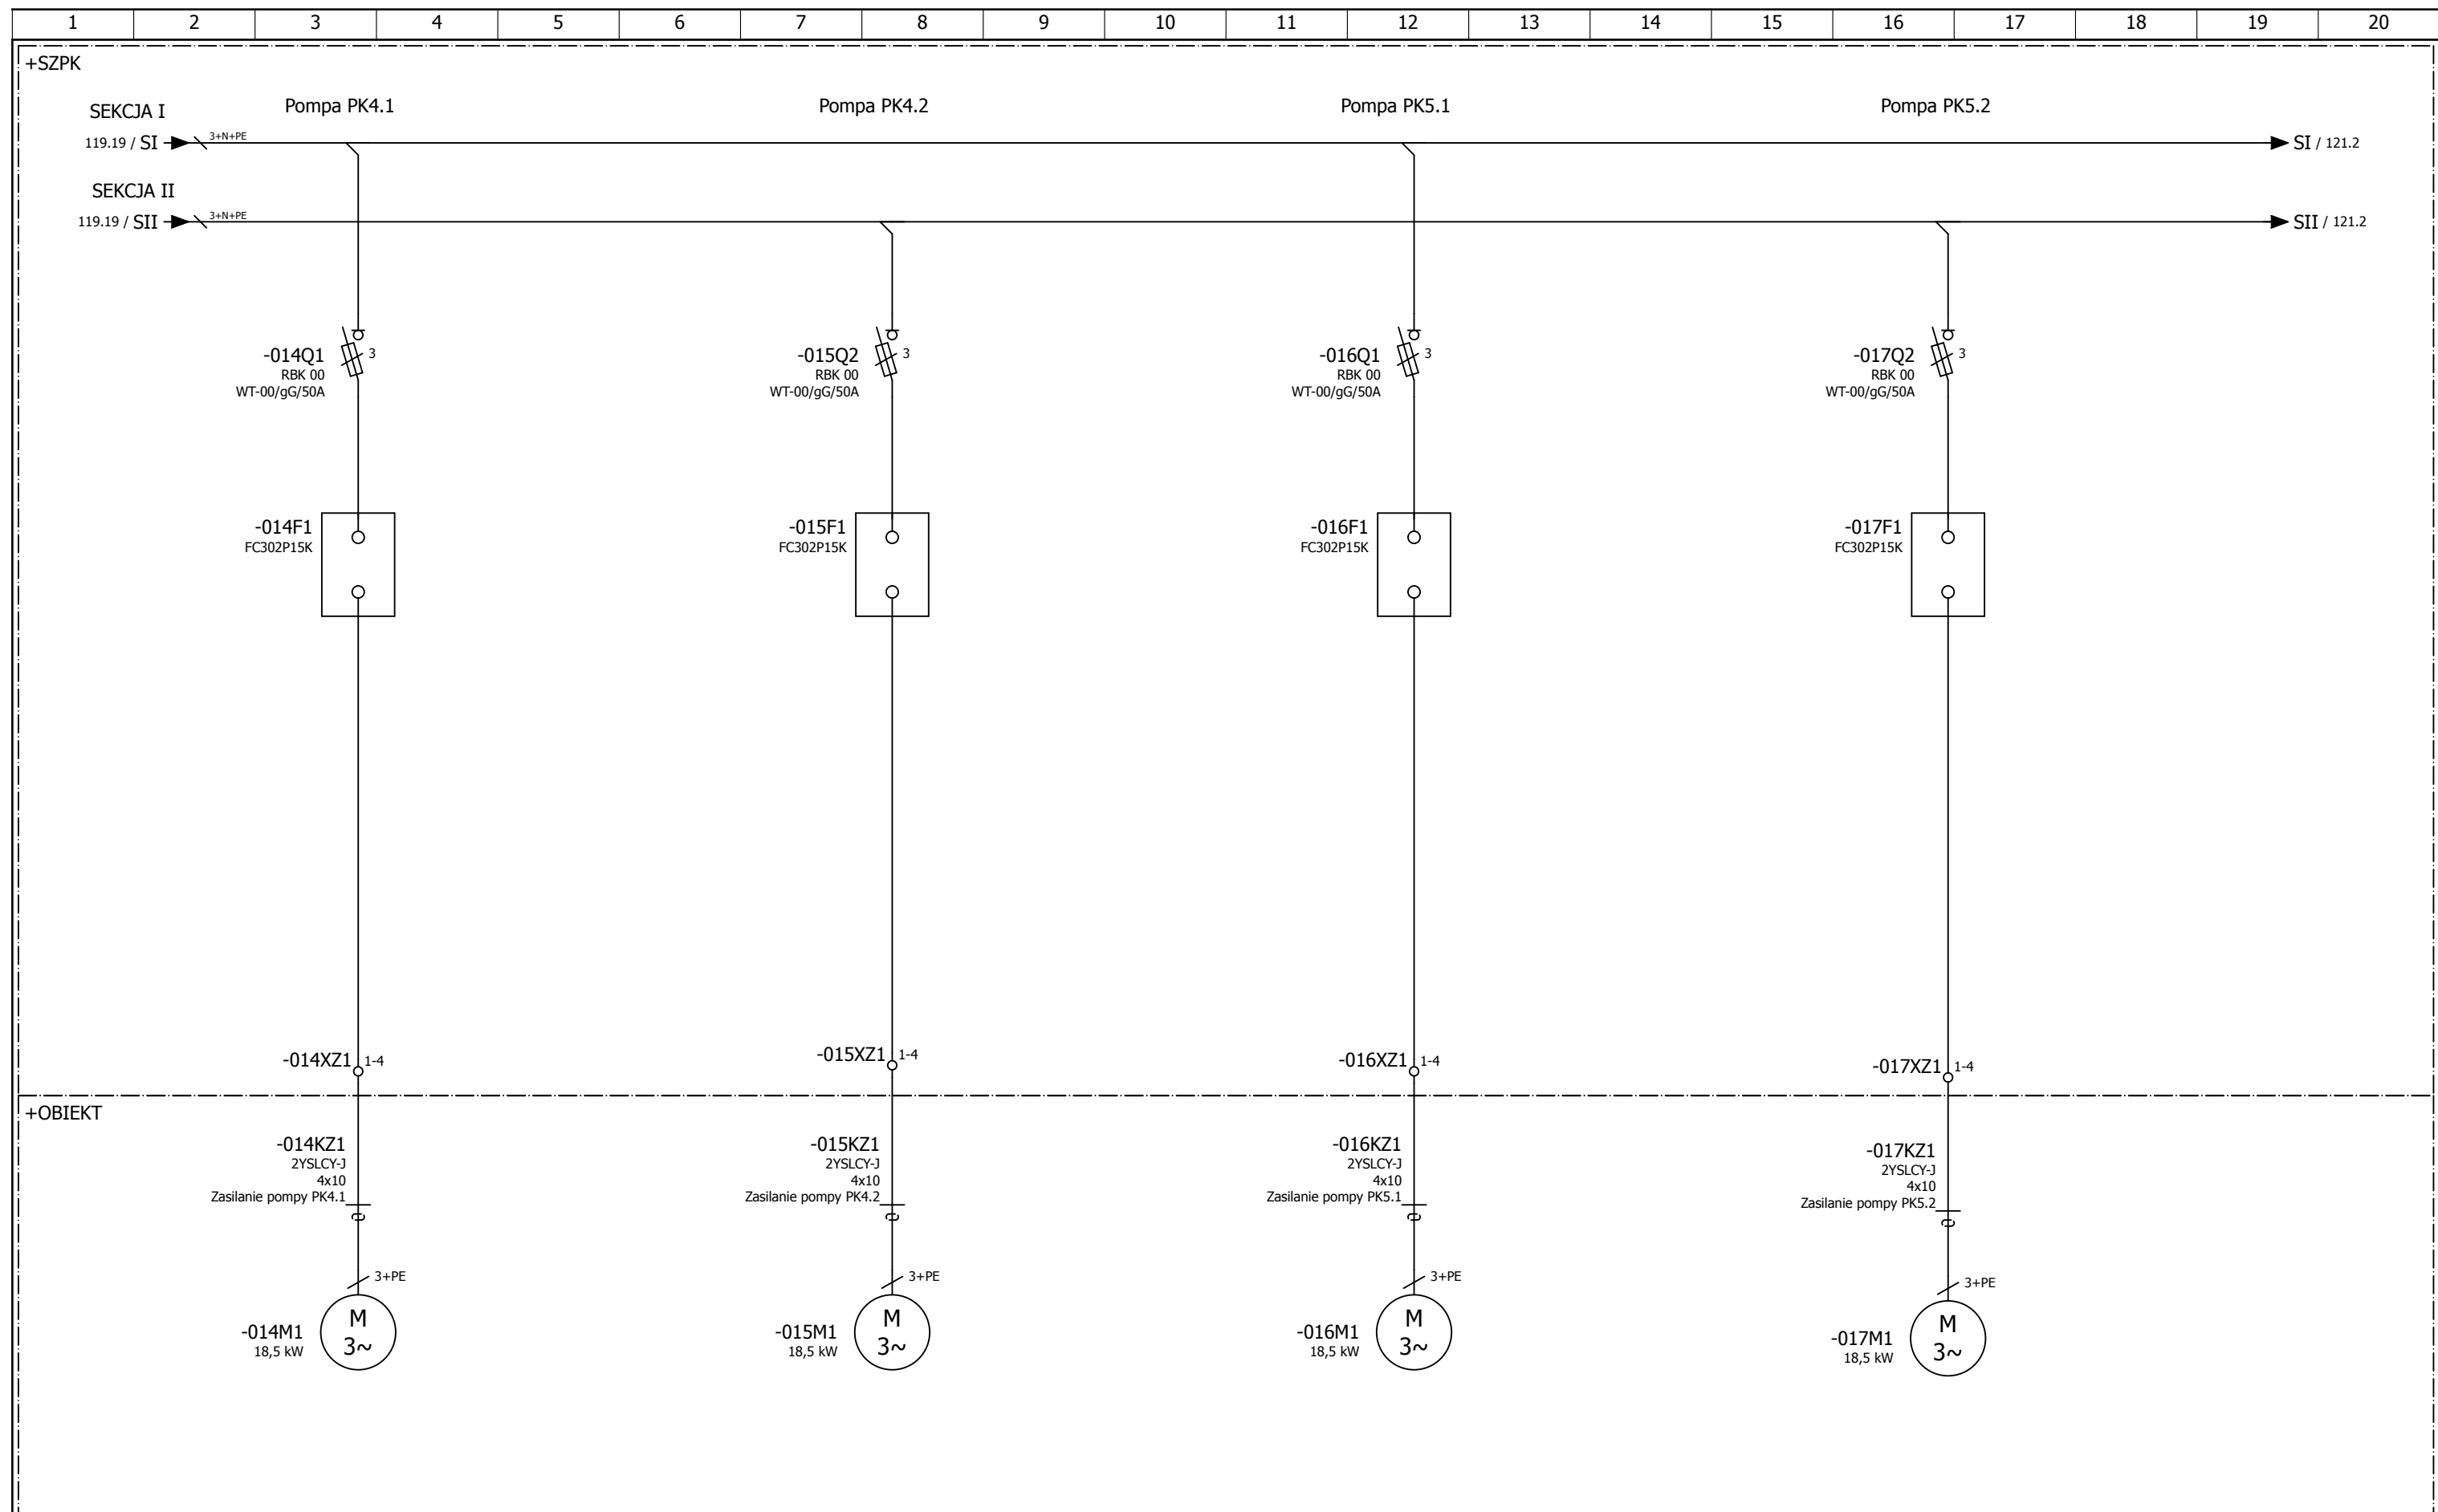 1 2 3 4 5 6 7 8 9 10 11 12 13 14 15 16 17 18 19 20
+SZPK
SEKCJA I
Pompa PK4.1
Pompa PK4.2
Pompa PK5.1
Pompa PK5.2
119.19 / SI
3+N+PE
SI / 121.2
SEKCJA II
119.19 / SII
3+N+PE
SII / 121.2
-014Q1
RBK 00
WT-00/gG/50A
3
-015Q2
RBK 00
WT-00/gG/50A
3
-016Q1
RBK 00
WT-00/gG/50A
3
-017Q2
RBK 00
WT-00/gG/50A
3
-014F1
FC302P15K
-015F1
FC302P15K
-016F1
FC302P15K
-017F1
FC302P15K
-014XZ1 1-4
-015XZ1 1-4
-016XZ1 1-4
-017XZ1 1-4
+OBIEKT
-014KZ1
2YSLCY-J
4x10
Zasilanie pompy PK4.1
-015KZ1
2YSLCY-J
4x10
Zasilanie pompy PK4.2
-016KZ1
2YSLCY-J
4x10
Zasilanie pompy PK5.1
-017KZ1
2YSLCY-J
4x10
Zasilanie pompy PK5.2
3+PE
3+PE
3+PE
3+PE
-014M1
18,5 kW
M
3~
-015M1
18,5 kW
M
3~
-016M1
18,5 kW
M
3~
-017M1
18,5 kW
M
3~